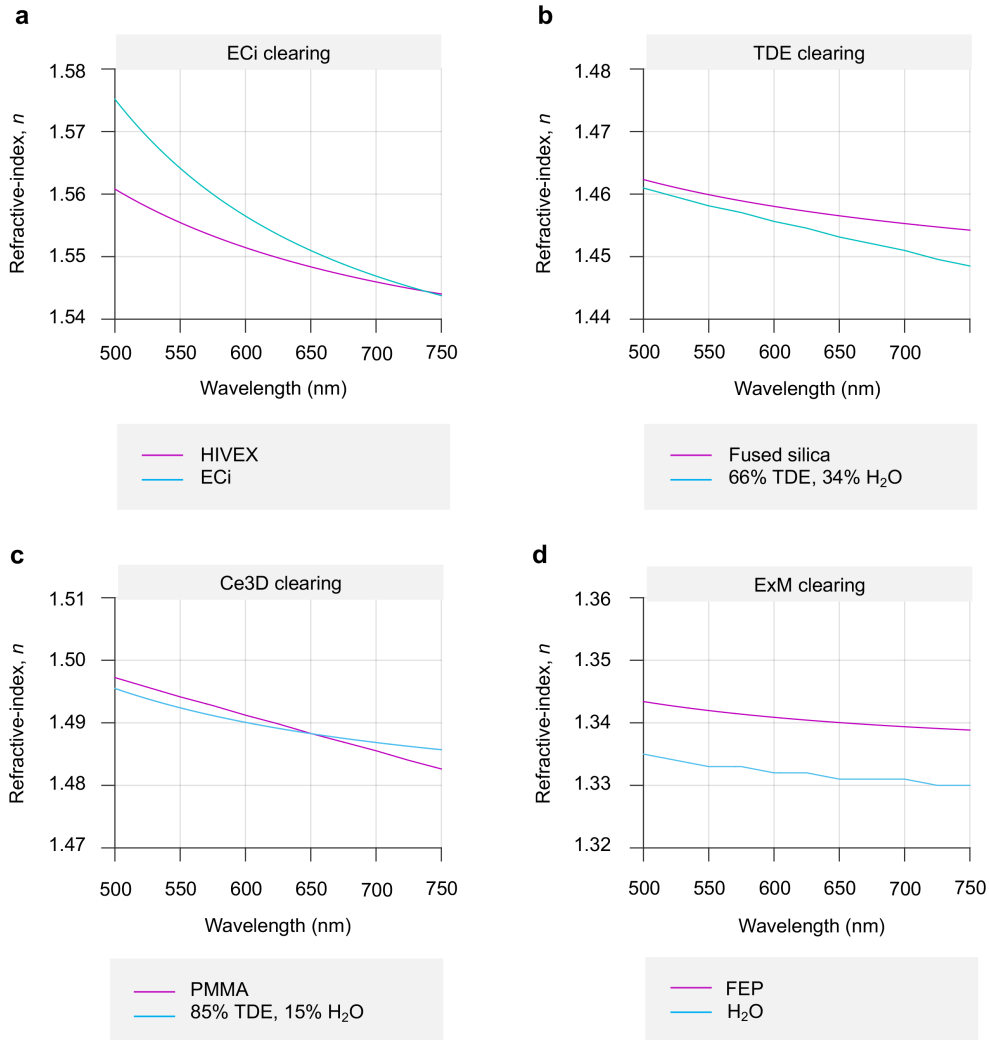 a
ECi clearing
Refractive-index, n
1.58
1.57
1.56
1.55
1.54
500 550 600 650 700 750
Wavelength (nm)
HIVEX
ECi
b
TDE clearing
Refractive-index, n
1.48
1.47
1.46
1.45
1.44
500 550 600 650 700
Wavelength (nm)
Fused silica
66% TDE, 34% H₂O
c
Ce3D clearing
Refractive-index, n
1.51
1.50
1.49
1.48
1.47
500 550 600 650 700 750
Wavelength (nm)
PMMA
85% TDE, 15% H₂O
d
ExM clearing
Refractive-index, n
1.36
1.35
1.34
1.33
1.32
500 550 600 650 700 750
Wavelength (nm)
FEP
H₂O